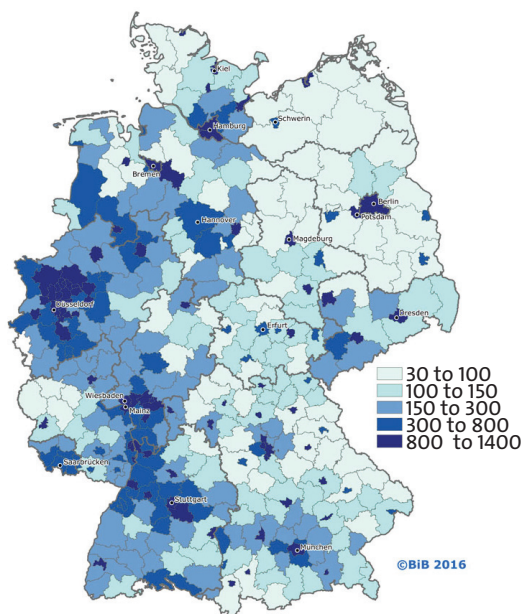 Kiel
Schwerin
Hamburg
Bremen
Berlin
Potsdam
Hannover
Magdeburg
Düsseldorf
Dresden
Erfurt
Wiesbaden
Mainz
Saarbrücken
Stuttgart
München
30 to 100
100 to 150
150 to 300
300 to 800
800 to 1400
©BiB 2016